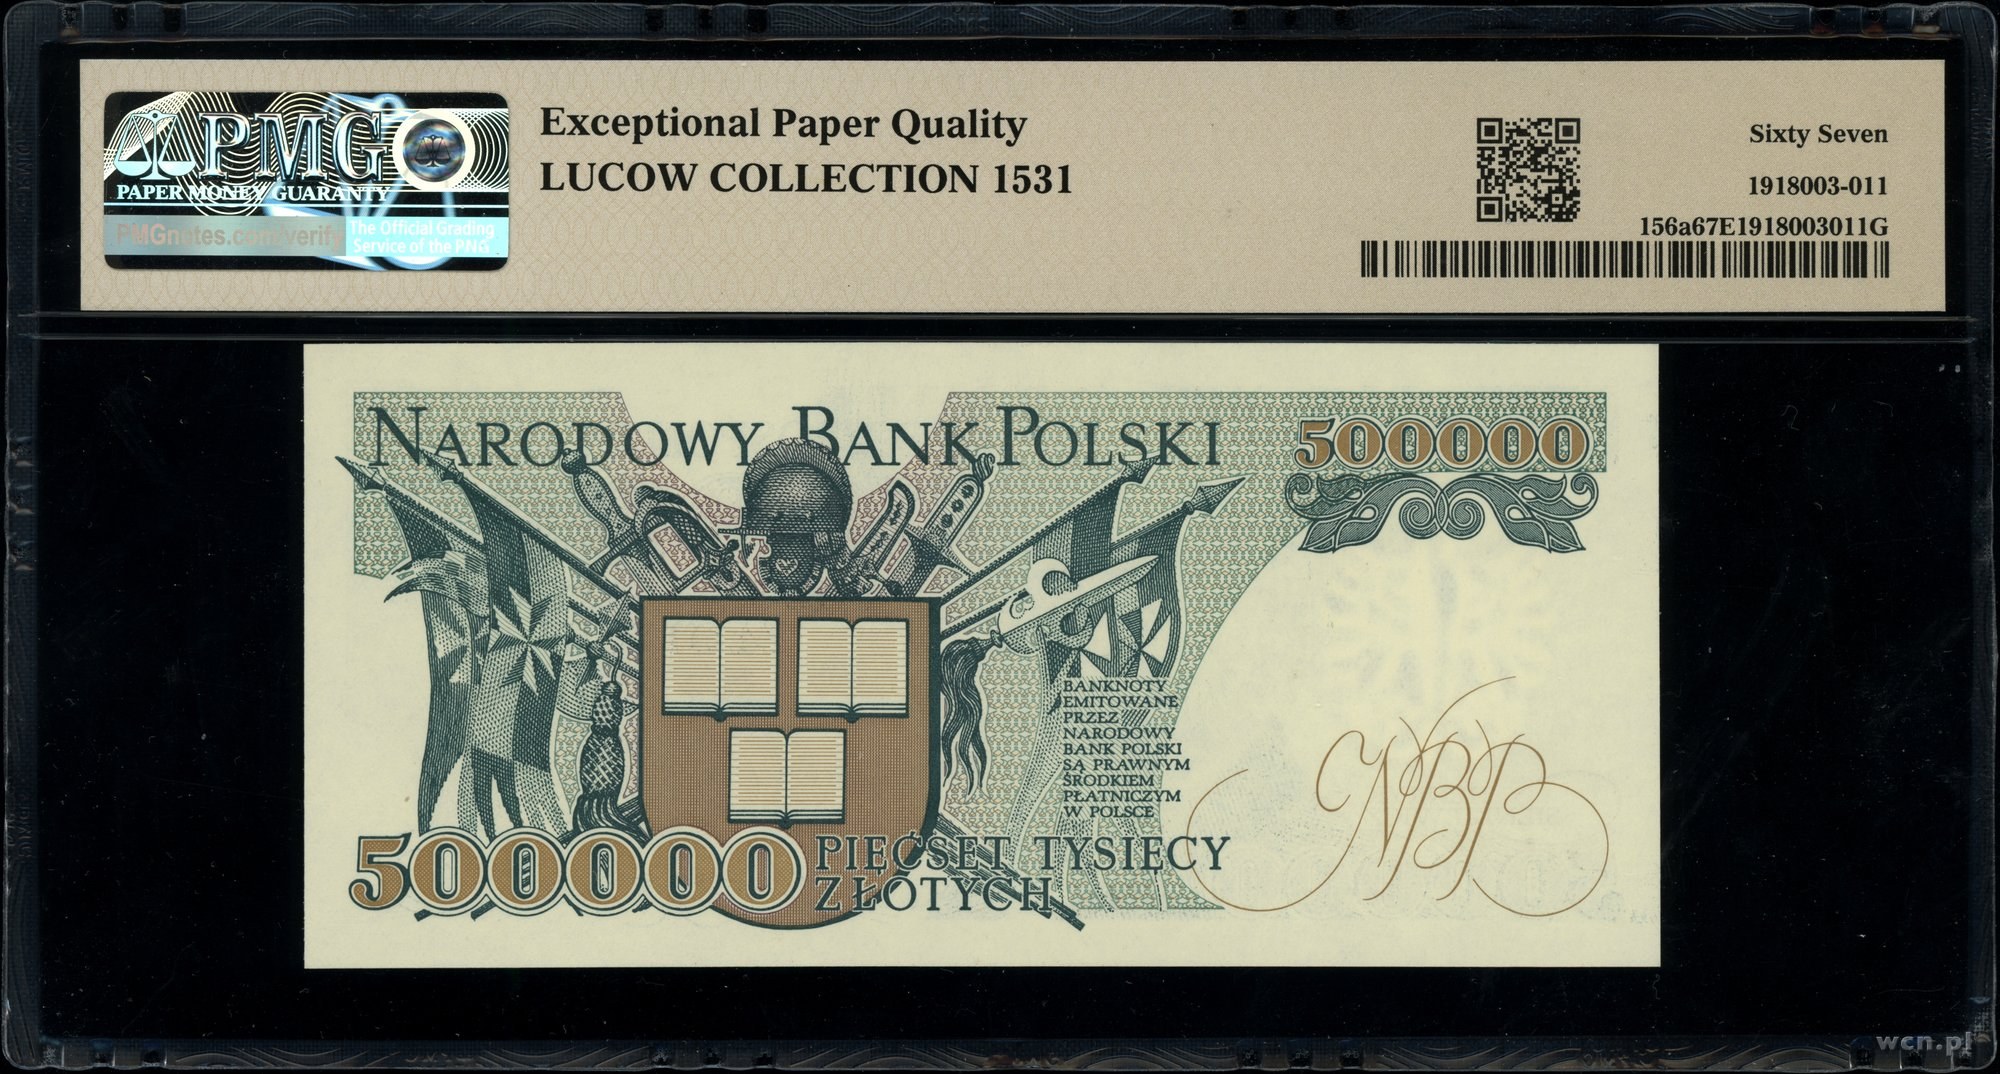 PMG
PAPER MONEY GUARANTY
PMGnotes.com/verify
The Official Grading
Service of the PNG
Exceptional Paper Quality
LUCOW COLLECTION 1531
Sixty Seven
1918003-011
156a67E1918003011G
NARODOWY BANK POLSKI
500000
BANKNOTY
EMITOWANE
PRZEZ
NARODOWY
BANK POLSKI
SĄ PRAWNYM
ŚRODKIEM
PŁATNICZYM
W POLSCE
NBP
500000
PIĘĆSET TYSIĘCY
ZŁOTYCH
wcn.pl